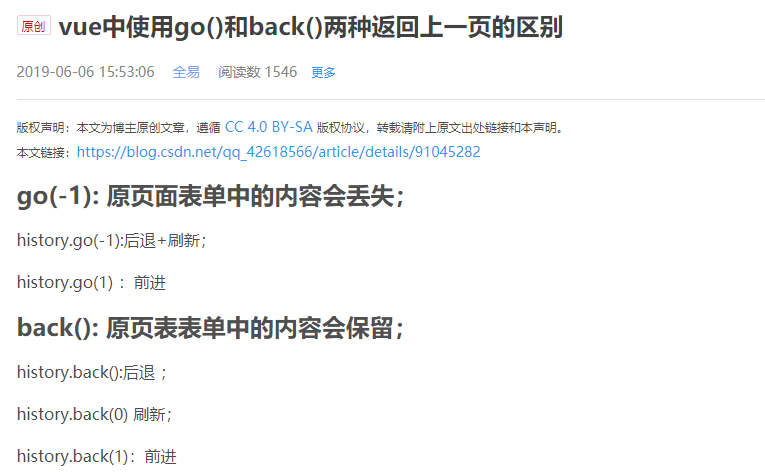 原创 vue中使用go()和back()两种返回上一页的区别
2019-06-06 15:53:06 全易 阅读数 1546 更多
版权声明：本文为博主原创文章，遵循 CC 4.0 BY-SA 版权协议，转载请附上原文出处链接和本声明。
本文链接：https://blog.csdn.net/qq_42618566/article/details/91045282
go(-1): 原页面表单中的内容会丢失；
history.go(-1):后退+刷新；
history.go(1) ：前进
back(): 原页表表单中的内容会保留；
history.back():后退 ；
history.back(0) 刷新；
history.back(1)：前进